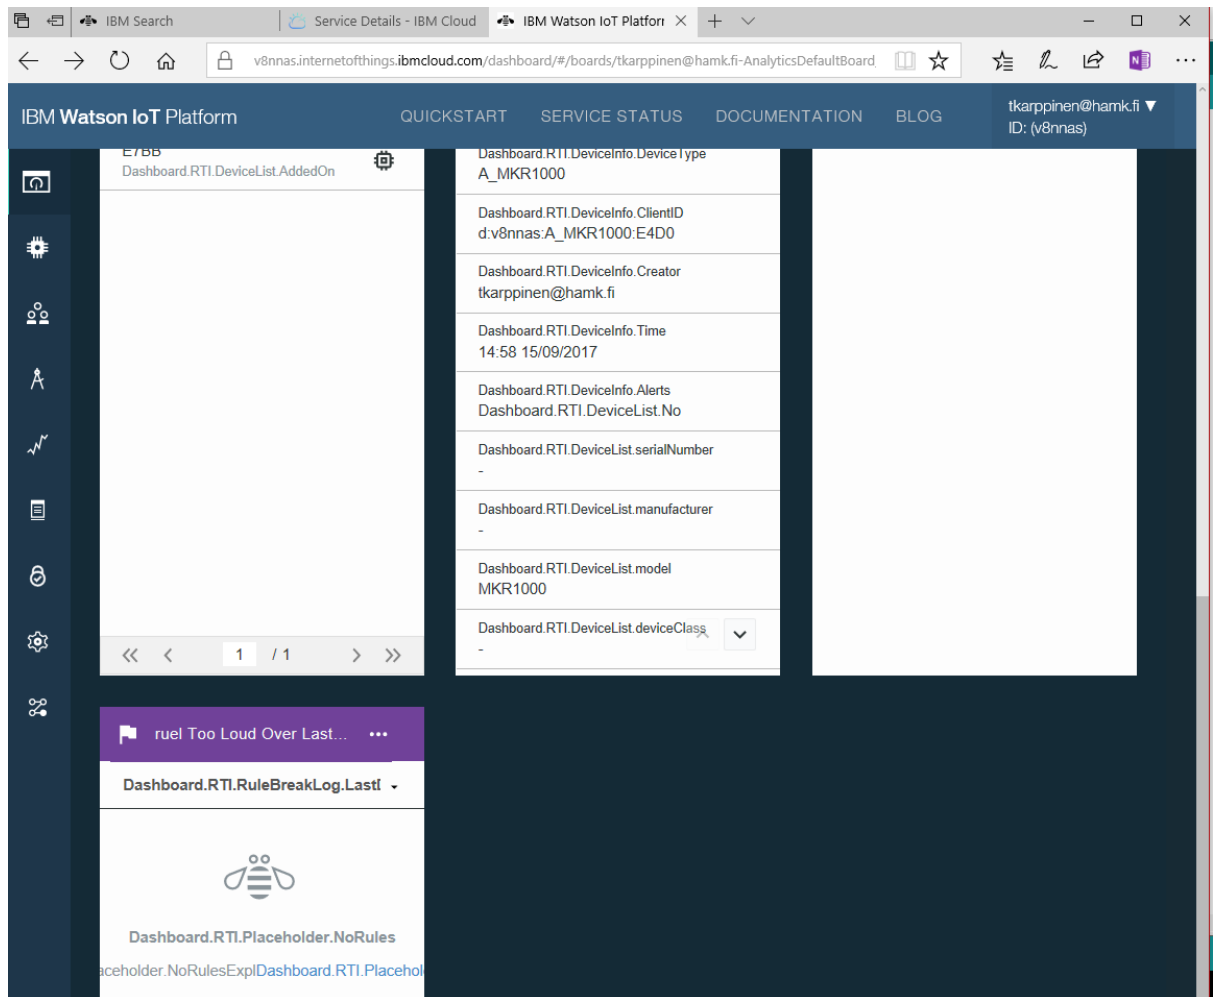 IBM Search
Service Details - IBM Cloud
IBM Watson IoT Platforr
v8nnas.internetofthings.ibmcloud.com/dashboard/#/boards/tkarppinen@hamk.fi-AnalyticsDefaultBoard
IBM Watson IoT Platform
QUICKSTART
SERVICE STATUS
DOCUMENTATION
BLOG
tkarppinen@hamk.fi ▼
ID: (v8nnas)
E7BB
Dashboard.RTI.DeviceList.AddedOn
1 / 1
Dashboard.RTI.DeviceInfo.DeviceType
A_MKR1000
Dashboard.RTI.DeviceInfo.ClientID
d:v8nnas:A_MKR1000:E4D0
Dashboard.RTI.DeviceInfo.Creator
tkarppinen@hamk.fi
Dashboard.RTI.DeviceInfo.Time
14:58 15/09/2017
Dashboard.RTI.DeviceInfo.Alerts
Dashboard.RTI.DeviceList.No
Dashboard.RTI.DeviceList.serialNumber
-
Dashboard.RTI.DeviceList.manufacturer
-
Dashboard.RTI.DeviceList.model
MKR1000
Dashboard.RTI.DeviceList.deviceClass
-
ruel Too Loud Over Last...
Dashboard.RTI.RuleBreakLog.Last
Dashboard.RTI.Placeholder.NoRules
aceholder.NoRulesExplDashboard.RTI.Placehol